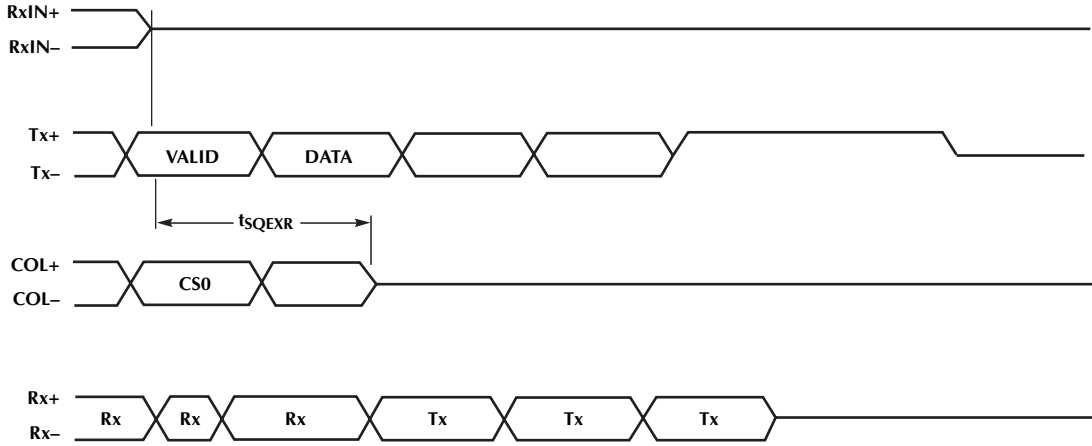 RxIN+
RxIN–
Tx+
Tx–
VALID
DATA
tSQEXR
COL+
COL–
CS0
Rx+
Rx–
Rx
Rx
Rx
Tx
Tx
Tx